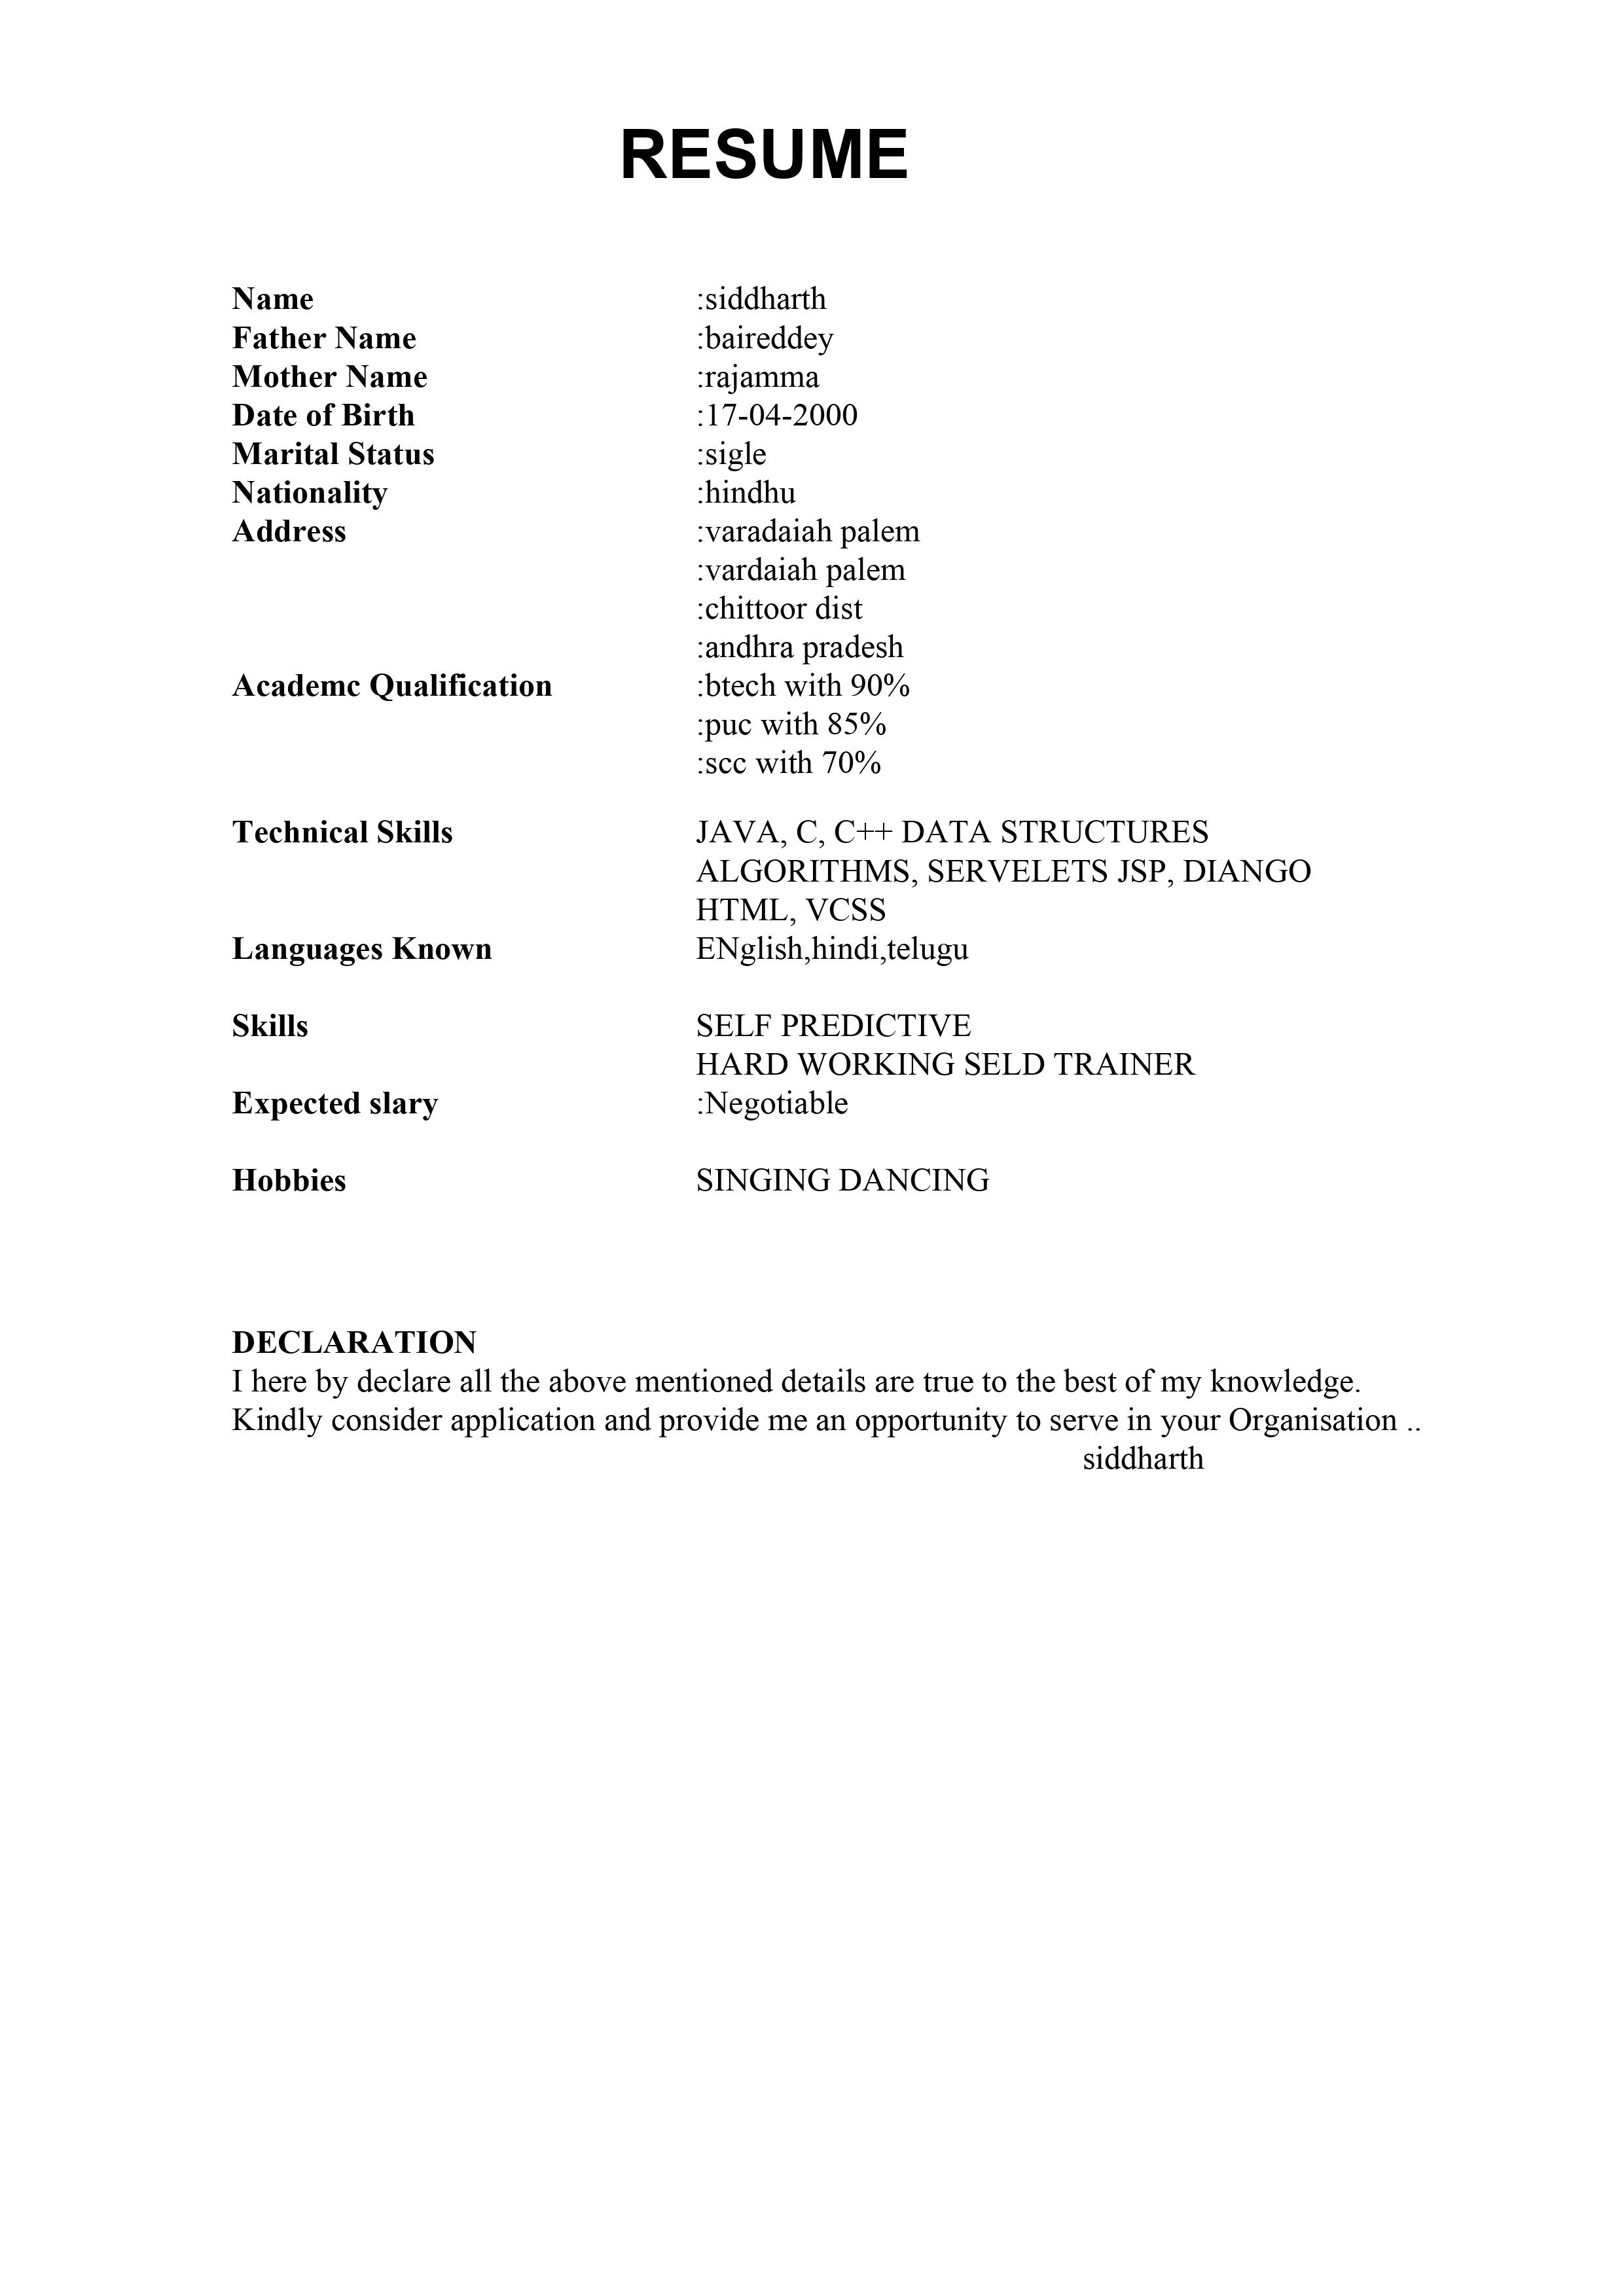 RESUME
Name :siddharth
Father Name :baireddey
Mother Name :rajamma
Date of Birth :17-04-2000
Marital Status :sigle
Nationality :hindhu
Address :varadaiah palem
:vardaiah palem
:chittoor dist
:andhra pradesh
Academc Qualification :btech with 90%
:puc with 85%
:scc with 70%
Technical Skills JAVA, C, C++ DATA STRUCTURES
ALGORITHMS, SERVELETS JSP, DIANGO
HTML, VCSS
Languages Known ENglish,hindi,telugu
Skills SELF PREDICTIVE
HARD WORKING SELD TRAINER
Expected slary :Negotiable
Hobbies SINGING DANCING
DECLARATION
I here by declare all the above mentioned details are true to the best of my knowledge.
Kindly consider application and provide me an opportunity to serve in your Organisation ..
siddharth